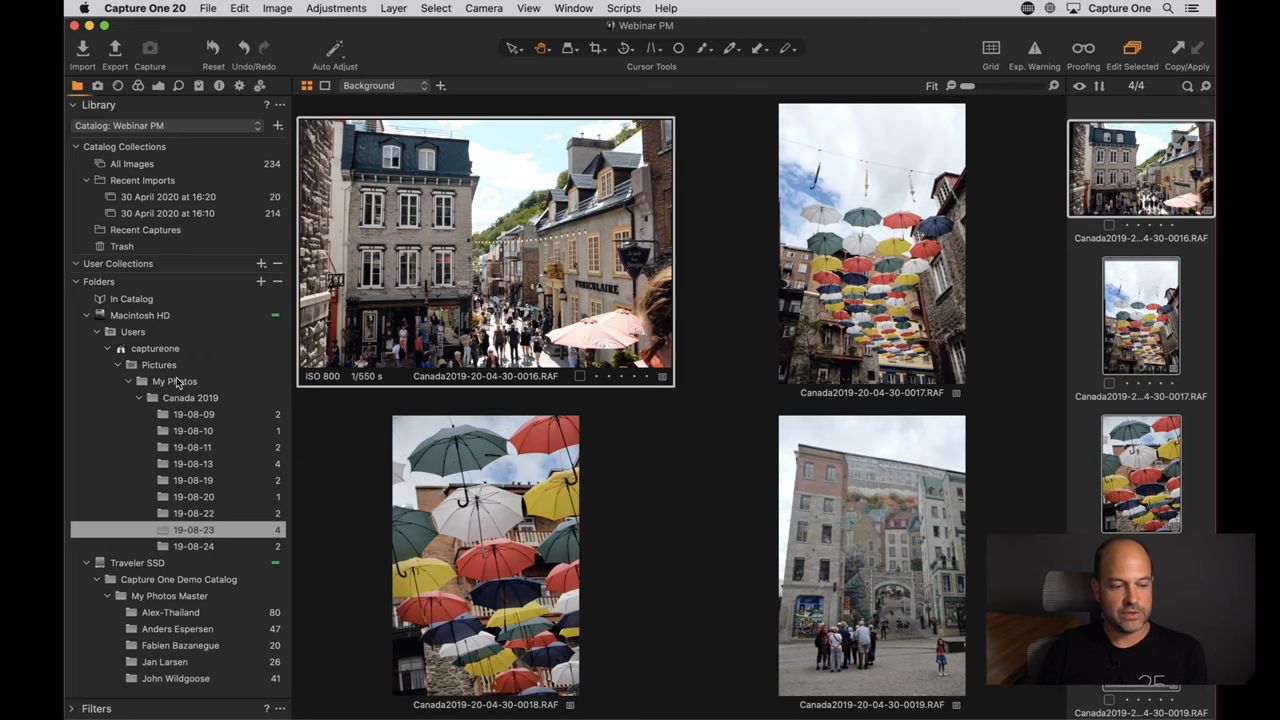 Capture One 20 File Edit Image Adjustments Layer Select Camera View Window Scripts Help Capture One
Webinar PM
Import Export Capture Reset Undo/Redo Auto Adjust Cursor Tools Grid Exp. Warning Proofing Edit Selected Copy/Apply
Background Fit 4/4
Library ?
Catalog: Webinar PM
Catalog Collections
All Images 234
Recent Imports
30 April 2020 at 16:20 20
30 April 2020 at 16:10 214
Recent Captures
Trash
User Collections
Folders
In Catalog
Macintosh HD
Users
captureone
Pictures
My Photos
Canada 2019
19-08-09 2
19-08-10 1
19-08-11 2
19-08-13 4
19-08-19 2
19-08-20 1
19-08-22 2
19-08-23 4
19-08-24 2
Traveler SSD
Capture One Demo Catalog
My Photos Master
Alex-Thailand 80
Anders Espersen 47
Fabien Bazanegue 20
Jan Larsen 26
John Wildgoose 41
Filters ?
FUNICULAIRE
ISO 800 1/550 s Canada2019-20-04-30-0016.RAF
Canada2019-20-04-30-0017.RAF
Canada2019-20-04-30-0018.RAF
Canada2019-20-04-30-0019.RAF
Canada2019-2...4-30-0016.RAF
Canada2019-2...4-30-0017.RAF
Canada2019-2...4-30-0019.RAF